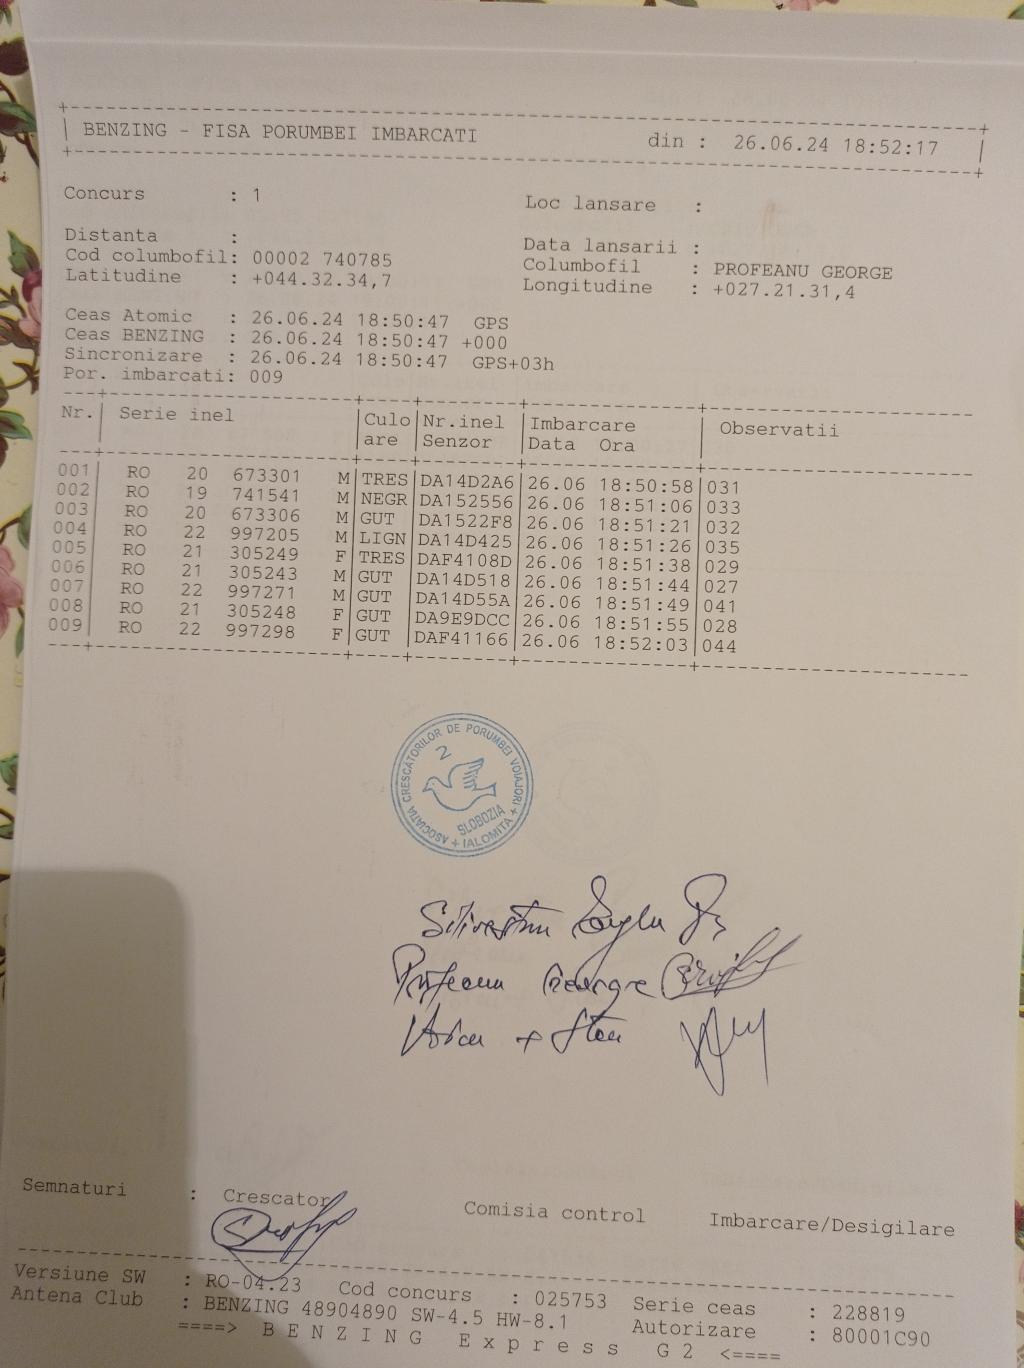 BENZING - FISA PORUMBEI IMBARCATI din : 26.06.24 18:52:17
Concurs : 1 Loc lansare :
Distanta : Data lansarii :
Cod columbofil: 00002 740785 Columbofil : PROFEANU GEORGE
Latitudine : +044.32.34,7 Longitudine : +027.21.31,4
Ceas Atomic : 26.06.24 18:50:47 GPS
Ceas BENZING : 26.06.24 18:50:47 +000
Sincronizare : 26.06.24 18:50:47 GPS+03h
Por. imbarcati: 009
Nr.| Serie inel |Culo|Nr.inel |Imbarcare | Observatii
|are |Senzor |Data Ora |
001| RO 20 673301 M|TRES|DA14D2A6|26.06 18:50:58|031
002| RO 19 741541 M|NEGR|DA152556|26.06 18:51:06|033
003| RO 20 673306 M|GUT |DA1522F8|26.06 18:51:21|032
004| RO 22 997205 M|LIGN|DA14D425|26.06 18:51:26|035
005| RO 21 305249 F|TRES|DAF4108D|26.06 18:51:38|029
006| RO 21 305243 M|GUT |DA14D518|26.06 18:51:44|027
007| RO 22 997271 M|GUT |DA14D55A|26.06 18:51:49|041
008| RO 21 305248 F|GUT |DA9E9DCC|26.06 18:51:55|028
009| RO 22 997298 F|GUT |DAF41166|26.06 18:52:03|044
ASOCIATIA CRESCATORILOR DE PORUMBEI VOIAJORI + IALOMITA +
2
SLOBOZIA
Profeanu George
Semnaturi : Crescator Comisia control Imbarcare/Desigilare
Versiune SW : RO-04.23 Cod concurs : 025753 Serie ceas : 228819
Antena Club : BENZING 48904890 SW-4.5 HW-8.1 Autorizare : 80001C90
====> B E N Z I N G E x p r e s s G 2 <====